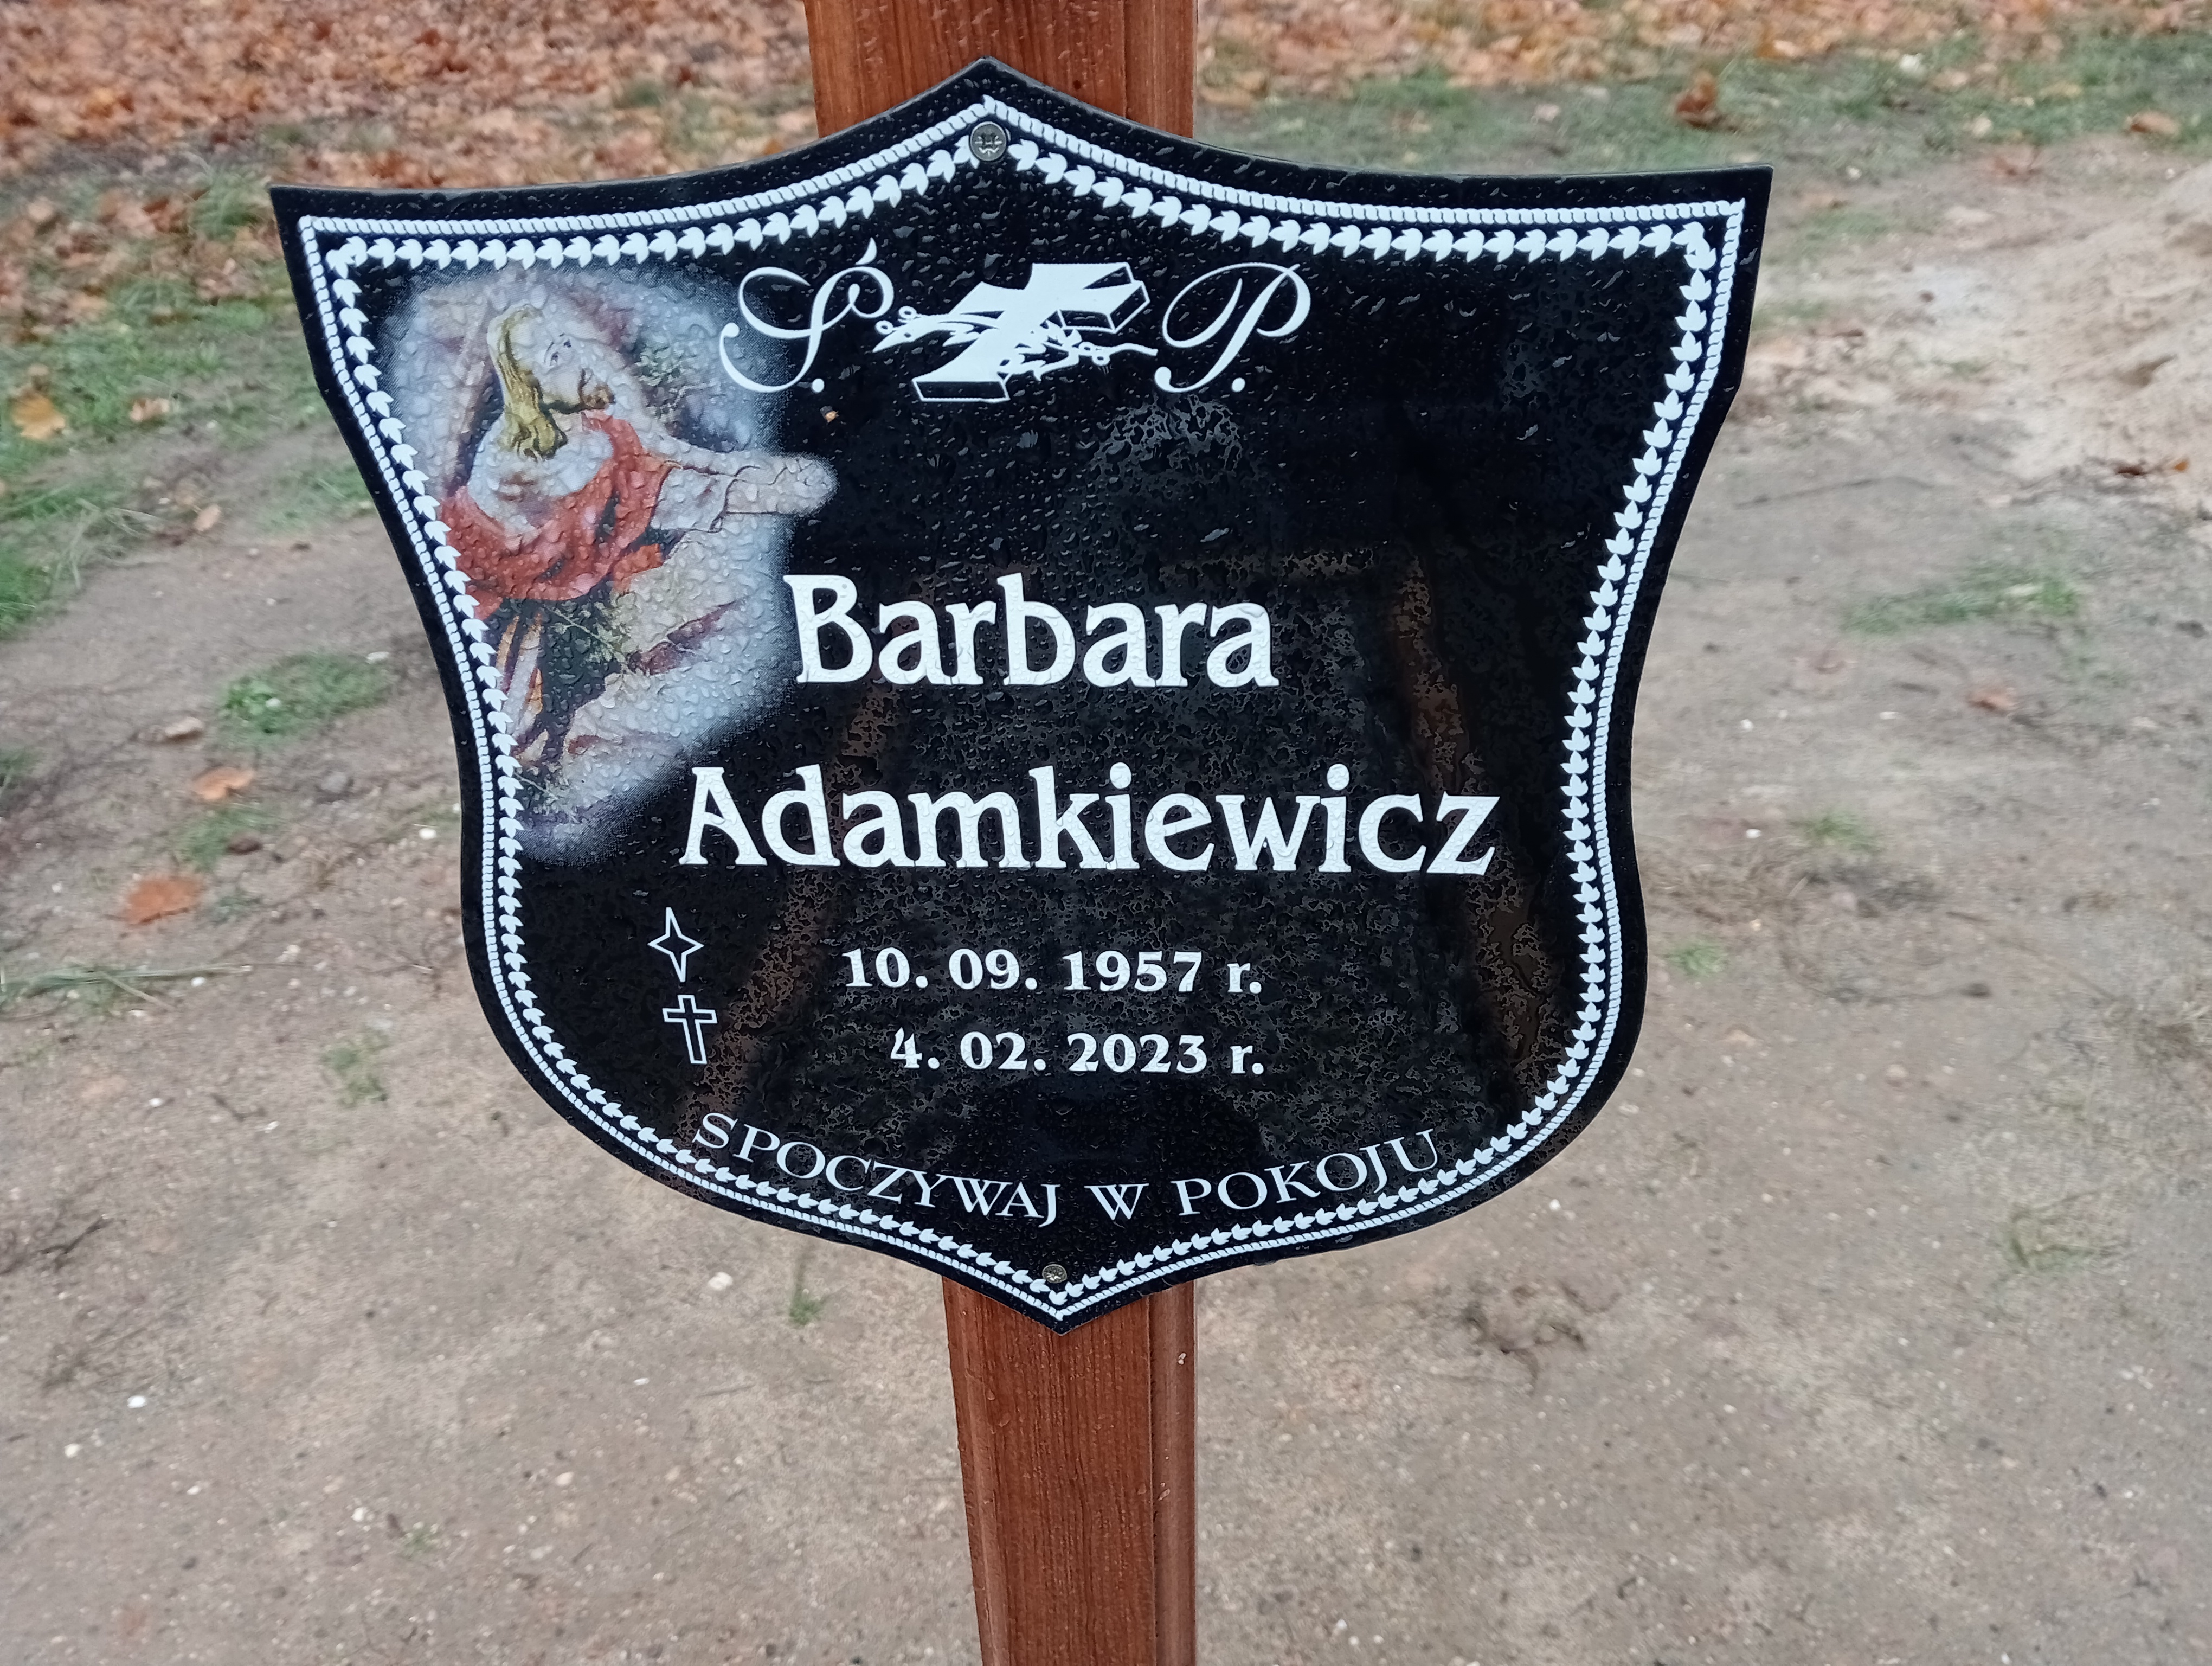 Ś. P.
Barbara
Adamkiewicz
10. 09. 1957 r.
4. 02. 2023 r.
SPOCZYWAJ W POKOJU